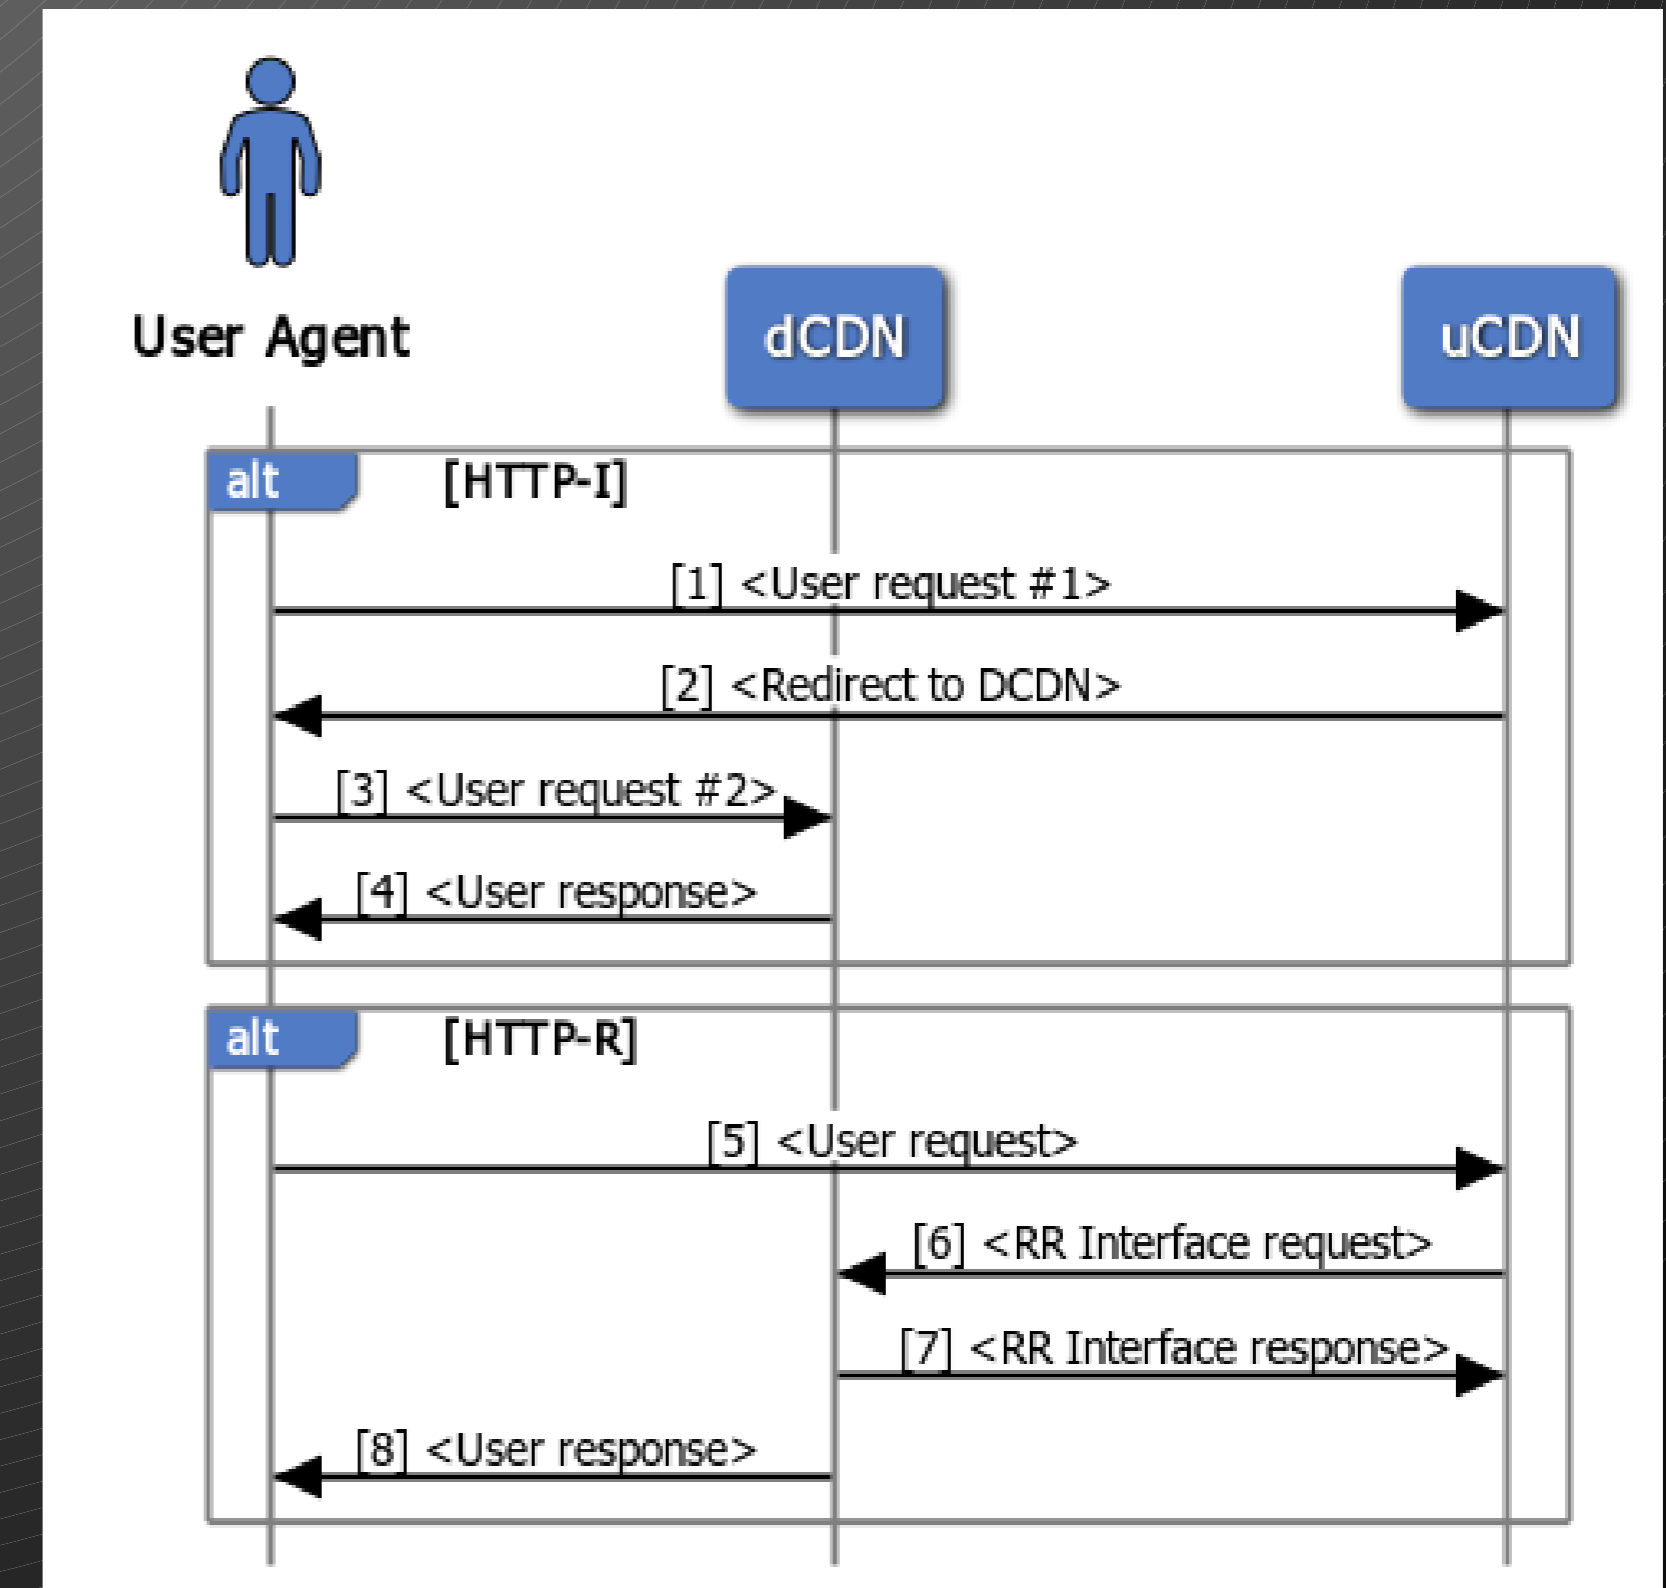 User Agent
dCDN
uCDN
alt [HTTP-I]
[1] <User request #1>
[2] <Redirect to DCDN>
[3] <User request #2>
[4] <User response>
alt [HTTP-R]
[5] <User request>
[6] <RR Interface request>
[7] <RR Interface response>
[8] <User response>